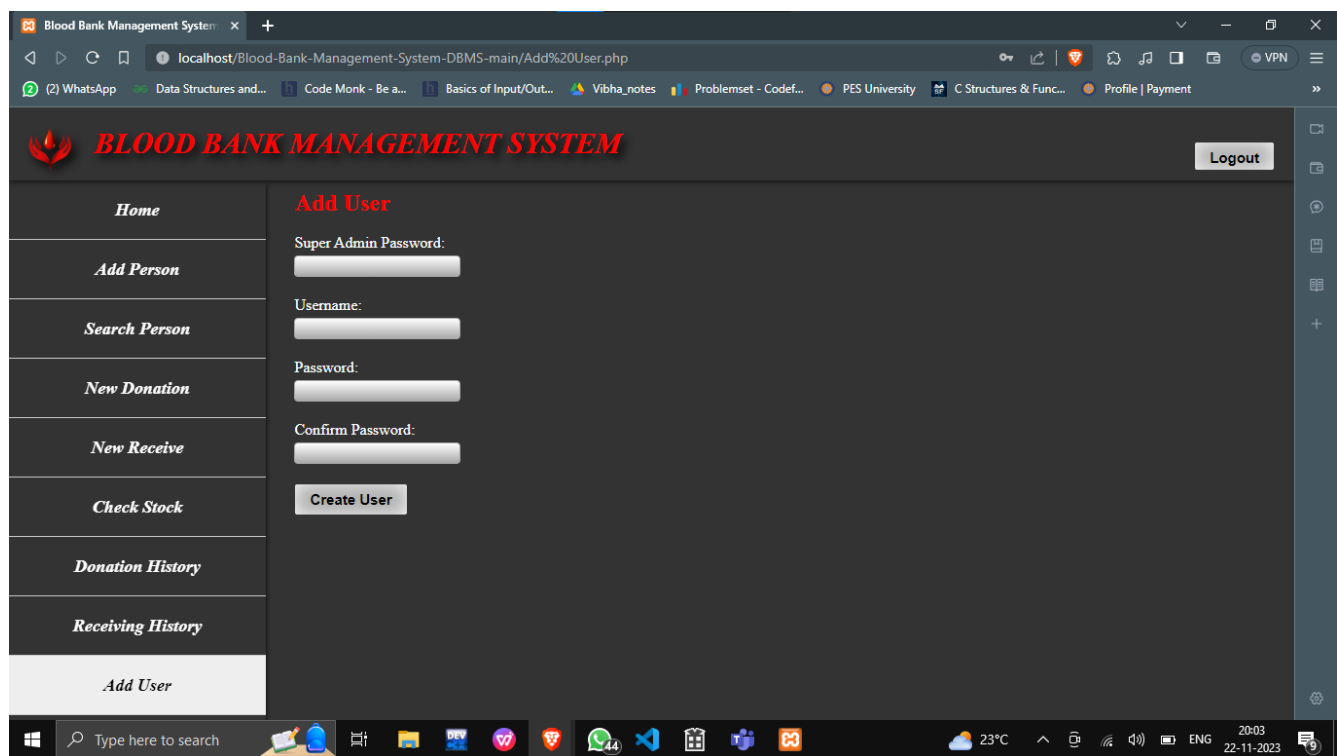 Blood Bank Management System
localhost/Blood-Bank-Management-System-DBMS-main/Add%20User.php
VPN
2 (2) WhatsApp Data Structures and... Code Monk - Be a... Basics of Input/Out... Vibha_notes Problemset - Codef... PES University C Structures & Func... Profile | Payment »
BLOOD BANK MANAGEMENT SYSTEM
Logout
Home
Add Person
Search Person
New Donation
New Receive
Check Stock
Donation History
Receiving History
Add User
Add User
Super Admin Password:
Username:
Password:
Confirm Password:
Create User
Type here to search
DEV
44
23°C
ENG
20:03
22-11-2023
9